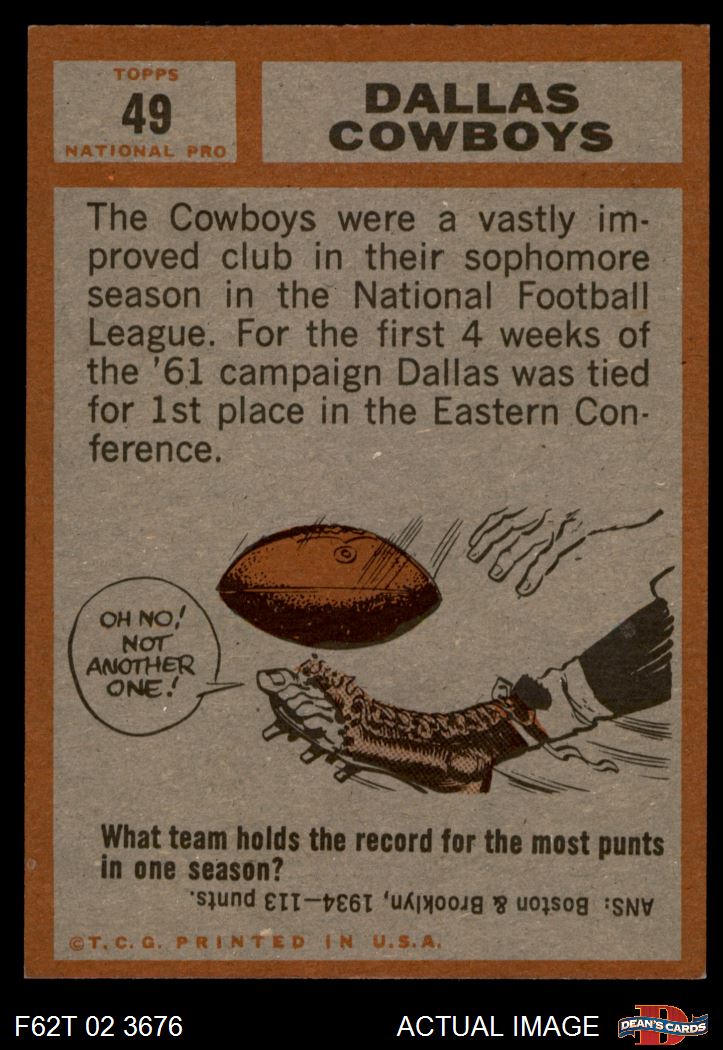 TOPPS
49
NATIONAL PRO
DALLAS
COWBOYS
The Cowboys were a vastly im-
proved club in their sophomore
season in the National Football
League. For the first 4 weeks of
the '61 campaign Dallas was tied
for 1st place in the Eastern Con-
ference.
OH NO!
NOT
ANOTHER
ONE!
What team holds the record for the most punts
in one season?
ANS: Boston & Brooklyn, 1934—113 punts.
©T.C.G. PRINTED IN U.S.A.
F62T 02 3676
ACTUAL IMAGE
DEAN'S CARDS